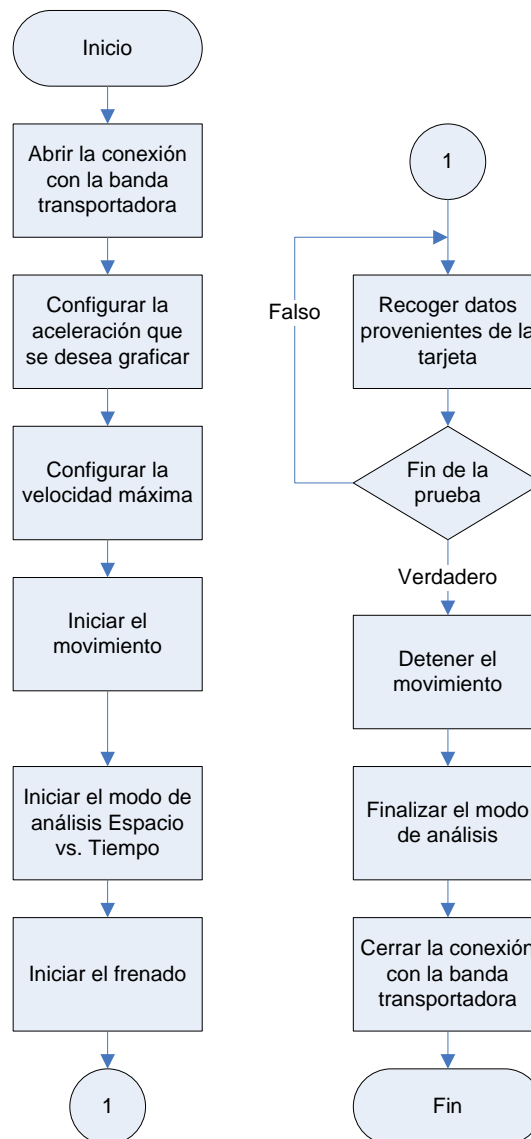 Inicio
Abrir la conexión
con la banda
transportadora
Configurar la
aceleración que
se desea graficar
Configurar la
velocidad máxima
Iniciar el
movimiento
Iniciar el modo de
análisis Espacio
vs. Tiempo
Iniciar el frenado
1
1
Falso
Recoger datos
provenientes de la
tarjeta
Fin de la
prueba
Verdadero
Detener el
movimiento
Finalizar el modo
de análisis
Cerrar la conexión
con la banda
transportadora
Fin